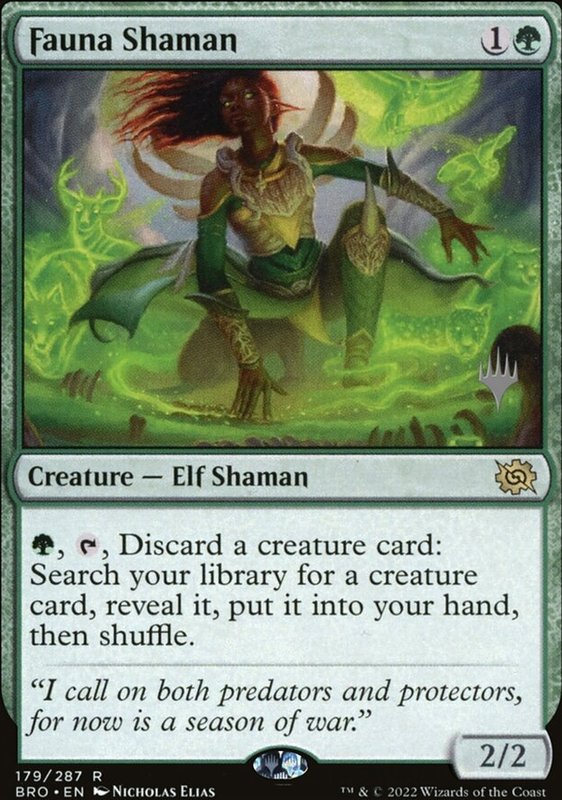 Fauna Shaman 1
Creature — Elf Shaman
, , Discard a creature card:
Search your library for a creature
card, reveal it, put it into your hand,
then shuffle.
“I call on both predators and protectors,
for now is a season of war.”
2/2
179/287 R
BRO • EN Nicholas Elias
™ & © 2022 Wizards of the Coast